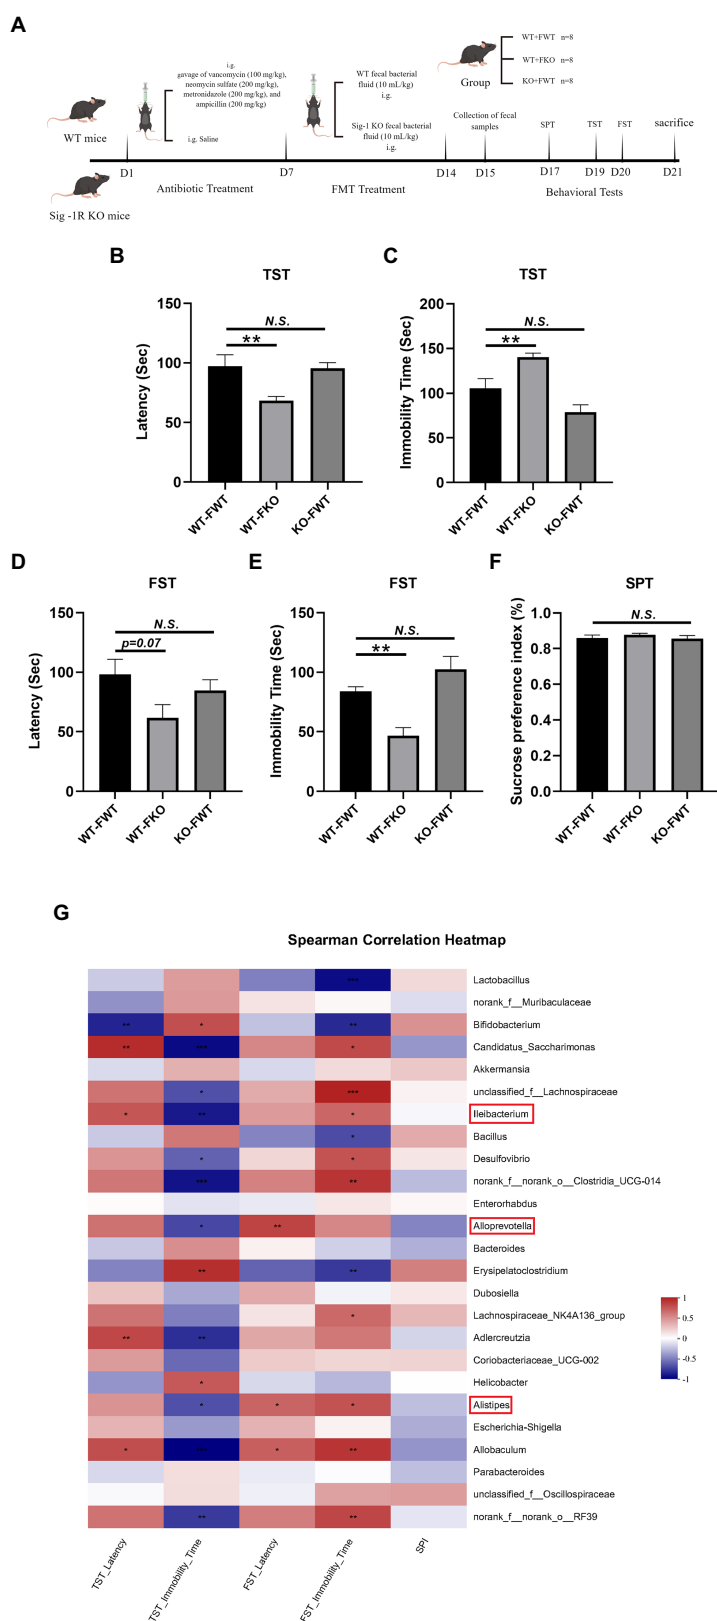 A
WT mice
Sig -1R KO mice
i.g.
gavage of vancomycin (100 mg/kg),
neomycin sulfate (200 mg/kg),
metronidazole (200 mg/kg), and
ampicillin (200 mg/kg)
i.g. Saline
WT fecal bacterial
fluid (10 mL/kg)
i.g.
Sig-1 KO fecal bacterial
fluid (10 mL/kg)
i.g.
Group
WT+FWT n=8
WT+FKO n=8
KO+FWT n=8
Collection of fecal
samples
SPT
TST
FST
sacrifice
D1
D7
D14
D15
D17
D19
D20
D21
Antibiotic Treatment
FMT Treatment
Behavioral Tests
B
TST
Latency (Sec)
150
100
50
0
N.S.
**
WT-FWT
WT-FKO
KO-FWT
C
TST
Immobility Time (Sec)
200
150
100
50
0
N.S.
**
WT-FWT
WT-FKO
KO-FWT
D
FST
Latency (Sec)
150
100
50
0
N.S.
p=0.07
WT-FWT
WT-FKO
KO-FWT
E
FST
Immobility Time (Sec)
150
100
50
0
N.S.
**
WT-FWT
WT-FKO
KO-FWT
F
SPT
Sucrose preference index (%)
1.0
0.8
0.6
0.4
0.2
0.0
N.S.
WT-FWT
WT-FKO
KO-FWT
G
Spearman Correlation Heatmap
*** Lactobacillus
norank_f__Muribaculaceae
** * ** Bifidobacterium
** *** * Candidatus_Saccharimonas
Akkermansia
* *** unclassified_f__Lachnospiraceae
* ** * Ileibacterium
* Bacillus
* * Desulfovibrio
*** ** norank_f__norank_o__Clostridia_UCG-014
Enterorhabdus
* ** Alloprevotella
Bacteroides
** ** Erysipelatoclostridium
Dubosiella
* Lachnospiraceae_NK4A136_group
** ** Adlercreutzia
Coriobacteriaceae_UCG-002
* Helicobacter
* * * Alistipes
Escherichia-Shigella
* *** * ** Allobaculum
Parabacteroides
unclassified_f__Oscillospiraceae
** ** norank_f__norank_o__RF39
1
0.5
0
-0.5
-1
TST_Latency
TST_Immobility_Time
FST_Latency
FST_Immobility_Time
SPI